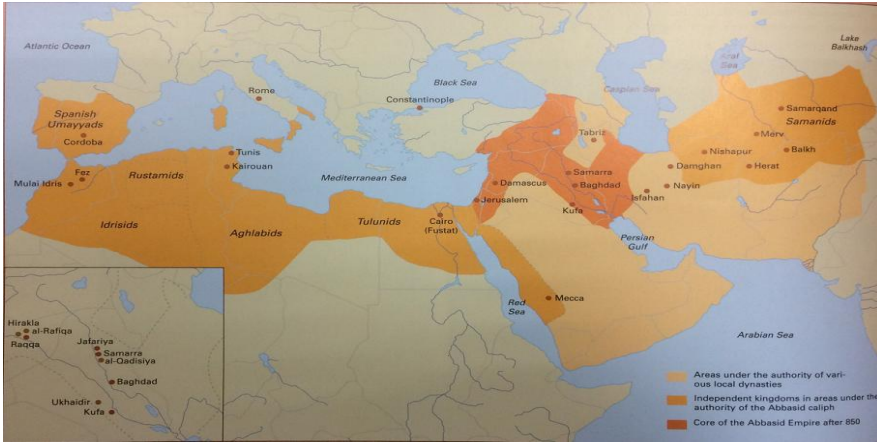 Atlantic Ocean
Lake
Balkhash
Aral
Sea
Black Sea
Caspian Sea
Rome
Constantinople
Spanish
Umayyads
Cordoba
Samarqand
Samanids
Tabriz
Merv
Tunis
Nishapur
Balkh
Kairouan
Damghan
Herat
Fez
Rustamids
Mediterranean Sea
Samarra
Mulai Idris
Damascus
Baghdad
Nayin
Isfahan
Jerusalem
Kufa
Idrisids
Aghlabids
Tulunids
Cairo
(Fustat)
Persian
Gulf
Mecca
Red
Sea
Arabian Sea
Hirakla
al-Rafiqa
Raqqa
Jafariya
Samarra
al-Qadisiya
Baghdad
Ukhaidir
Kufa
Areas under the authority of vari-
ous local dynasties
Independent kingdoms in areas under the
authority of the Abbasid caliph
Core of the Abbasid Empire after 850